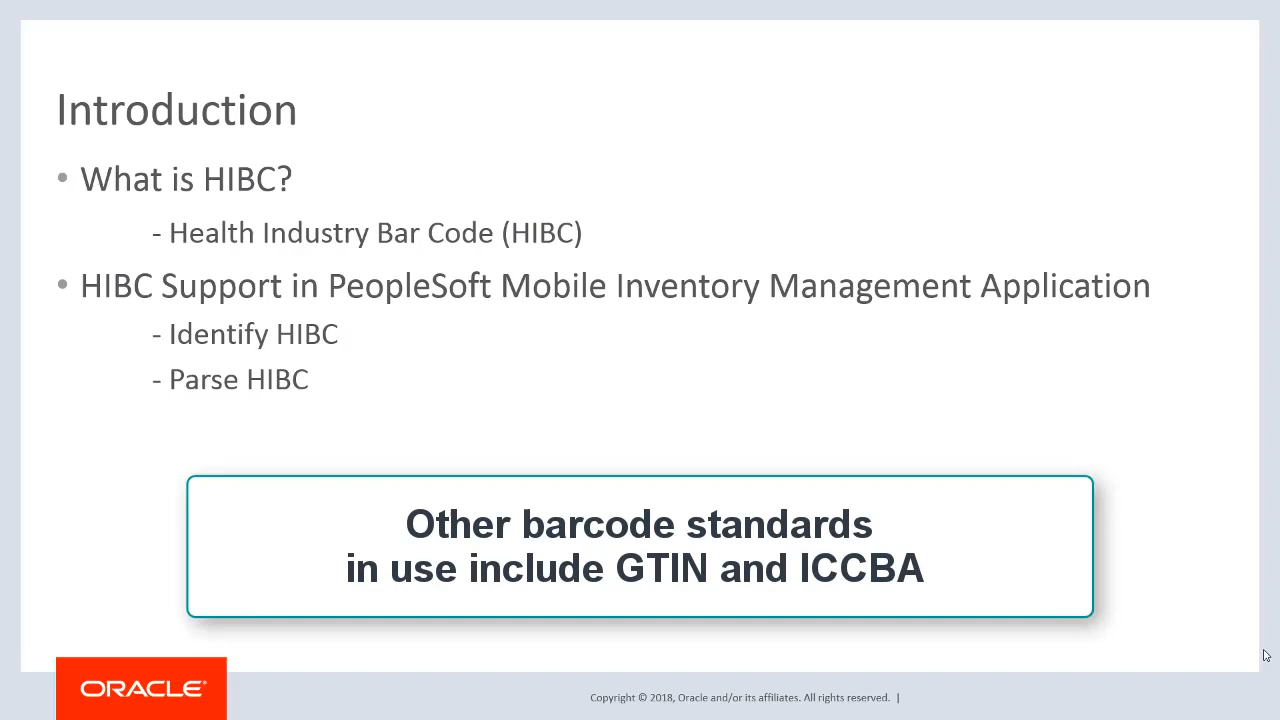 Introduction
• What is HIBC?
- Health Industry Bar Code (HIBC)
• HIBC Support in PeopleSoft Mobile Inventory Management Application
- Identify HIBC
- Parse HIBC
Other barcode standards
in use include GTIN and ICCBA
ORACLE®
Copyright © 2018, Oracle and/or its affiliates. All rights reserved. |